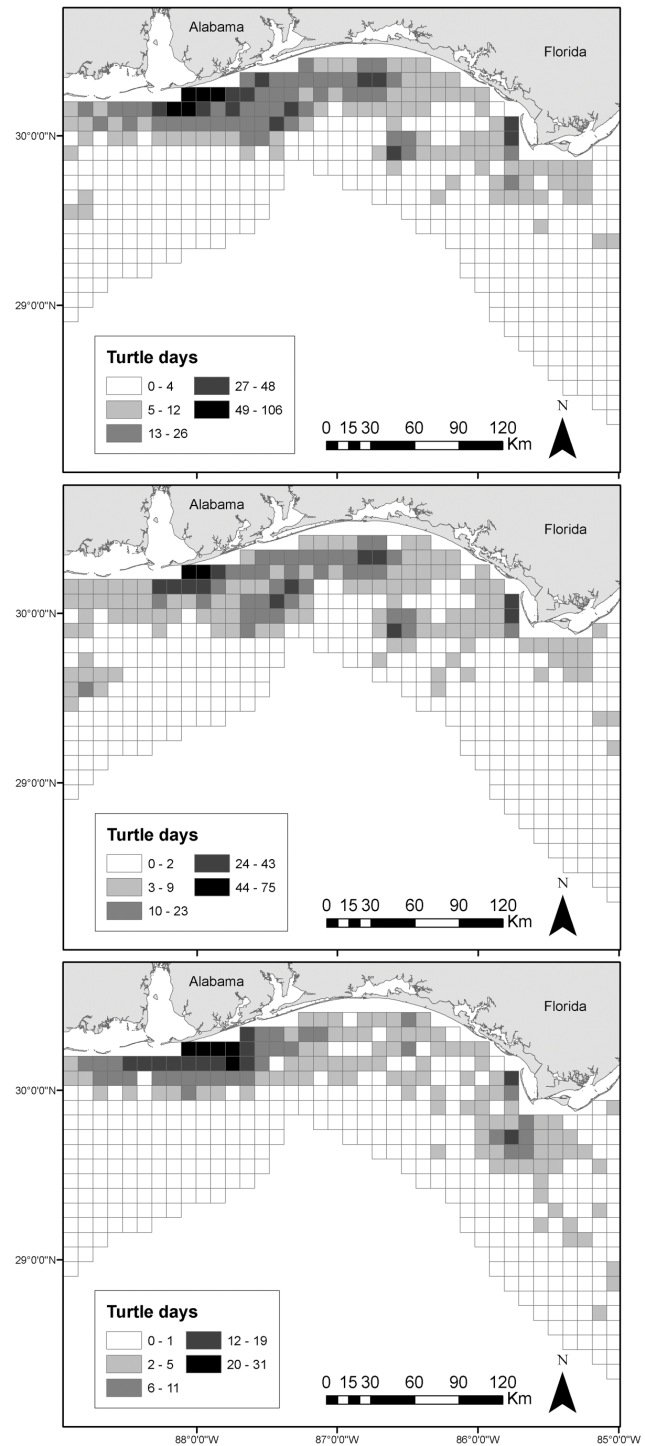 Alabama
Florida
30°0'0"N
29°0'0"N
Turtle days
0 - 4
27 - 48
5 - 12
49 - 106
13 - 26
N
0 15 30 60 90 120
Km
Alabama
Florida
30°0'0"N
29°0'0"N
Turtle days
0 - 2
24 - 43
3 - 9
44 - 75
10 - 23
N
0 15 30 60 90 120
Km
Alabama
Florida
30°0'0"N
29°0'0"N
Turtle days
0 - 1
12 - 19
2 - 5
20 - 31
6 - 11
N
0 15 30 60 90 120
Km
88°0'0"W 87°0'0"W 86°0'0"W 85°0'0"W